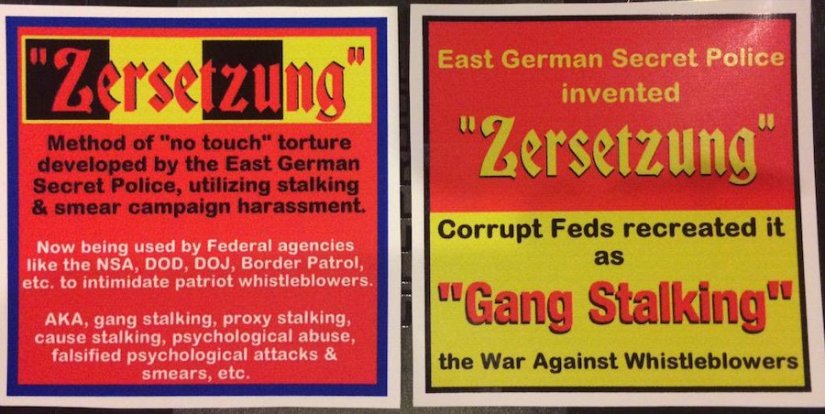 "Zersetzung"
Method of "no touch" torture
developed by the East German
Secret Police, utilizing stalking
& smear campaign harassment.
Now being used by Federal agencies
like the NSA, DOD, DOJ, Border Patrol,
etc. to intimidate patriot whistleblowers.
AKA, gang stalking, proxy stalking,
cause stalking, psychological abuse,
falsified psychological attacks &
smears, etc.
East German Secret Police
invented
"Zersetzung"
Corrupt Feds recreated it
as
"Gang Stalking"
the War Against Whistleblowers